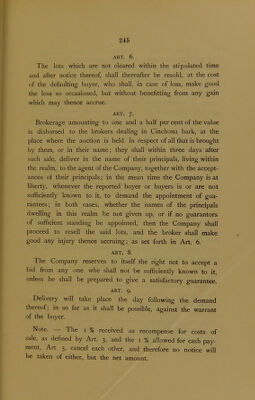 245
ART. 6.
The lots which are not cleared within the stipulated time
and after notice thereof, shall thereafter be resold, at the cost
of the defaulting buyer, who shall, in case of loss, make good
the loss so occasioned, but without benefitting from any gain
which may thence accrue.
ART. 7.
Brokerage amounting to one and a half per cent of the value
is disbursed to the brokers dealing in Cinchona bark, at the
place where the auction is held in respect of all that is brought
by them, or in their name; they shall within three days after
such sale, deliver in the name of their principals, living within
the realm, to the agent of the Company, together with the accept-
ances of their principals; in the mean time the Company is at
liberty, whenever the reported buyer or buyers is or are not
sufficiently known to it, to demand the appointment of gua-
rantees; in both cases, whether the names of the principals
dwelling in this realm be not given up, or if no guarantors
of sufficient standing be appointed, then the Company shall
proceed to resell the said lots, and the broker shall make
good any injury thence accruing; as set forth in Art, 6.
ART. 8.
The Company reserves to itself the right not to accept a
bid from any one who shall not be sufficiently known to it,
unless he shall be prepared to give a satisfactory guarantee.
ART. 9.
Delivery will take place the day following the demand
thereof; in so far as it shall be possible, against the warrant
of the buyer.
Note. — The 1 % received as recompense for costs of
sale, as defined by Art. 3, and the 1 % allowed for cash pay-
ment, Art 5, cancel each other, and therefore no notice will
be taken of either, but the net amount.